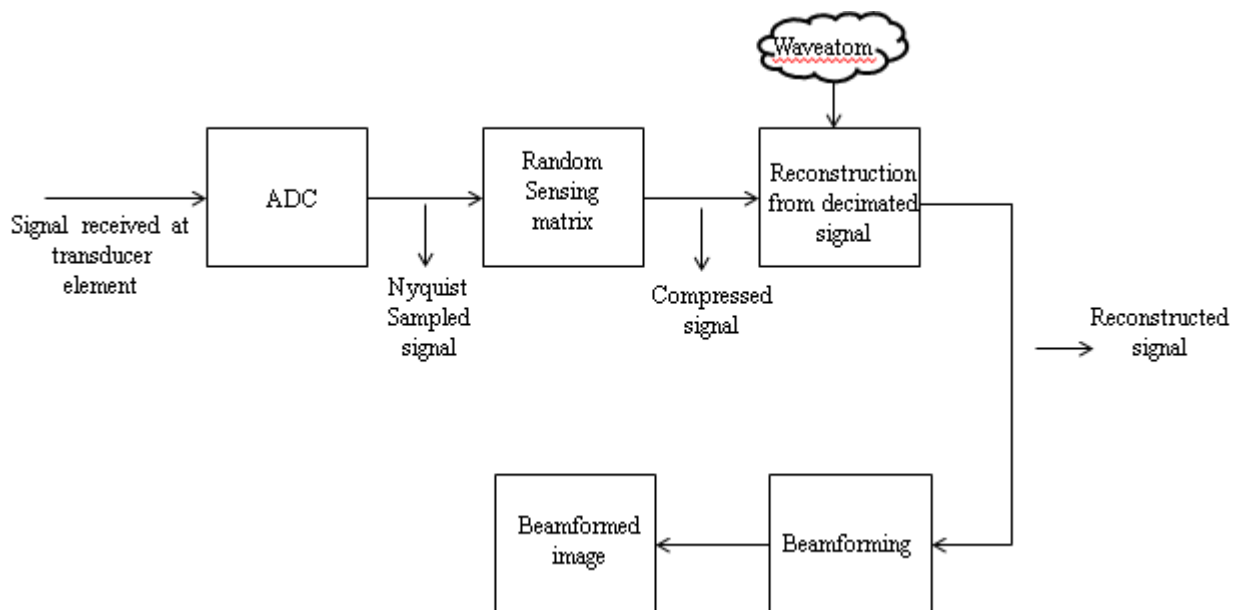 Waveatom
ADC
Random
Sensing
matrix
Reconstruction
from decimated
signal
Signal received at
transducer
element
Nyquist
Sampled
signal
Compressed
signal
Reconstructed
signal
Beamformed
image
Beamforming